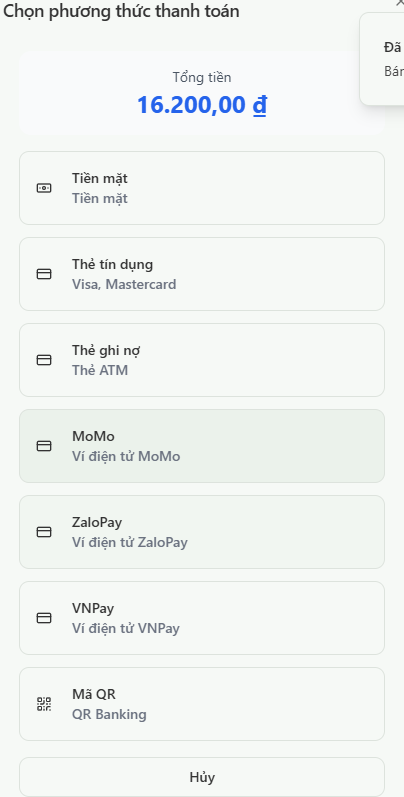 Chọn phương thức thanh toán
Đã
Tổng tiền
16.200,00 ₫
Tiền mặt
Tiền mặt
Thẻ tín dụng
Visa, Mastercard
Thẻ ghi nợ
Thẻ ATM
MoMo
Ví điện tử MoMo
ZaloPay
Ví điện tử ZaloPay
VNPay
Ví điện tử VNPay
Mã QR
QR Banking
Hủy